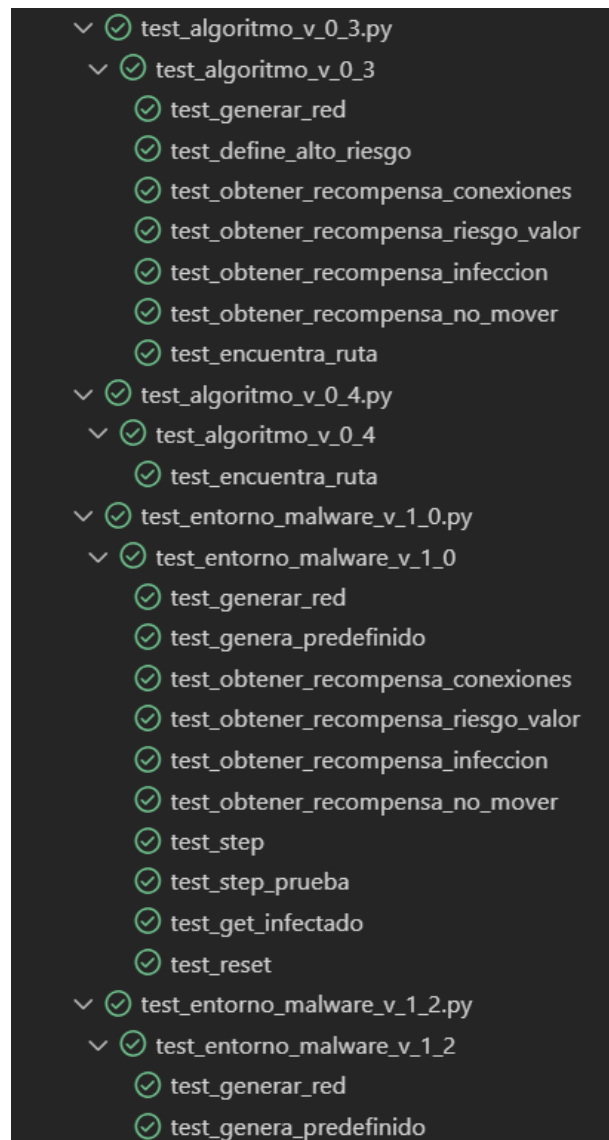 test_algoritmo_v_0_3.py
test_algoritmo_v_0_3
test_generar_red
test_define_alto_riesgo
test_obtener_recompensa_conexiones
test_obtener_recompensa_riesgo_valor
test_obtener_recompensa_infeccion
test_obtener_recompensa_no_mover
test_encuentra_ruta
test_algoritmo_v_0_4.py
test_algoritmo_v_0_4
test_encuentra_ruta
test_entorno_malware_v_1_0.py
test_entorno_malware_v_1_0
test_generar_red
test_genera_predefinido
test_obtener_recompensa_conexiones
test_obtener_recompensa_riesgo_valor
test_obtener_recompensa_infeccion
test_obtener_recompensa_no_mover
test_step
test_step_prueba
test_get_infectado
test_reset
test_entorno_malware_v_1_2.py
test_entorno_malware_v_1_2
test_generar_red
test_genera_predefinido